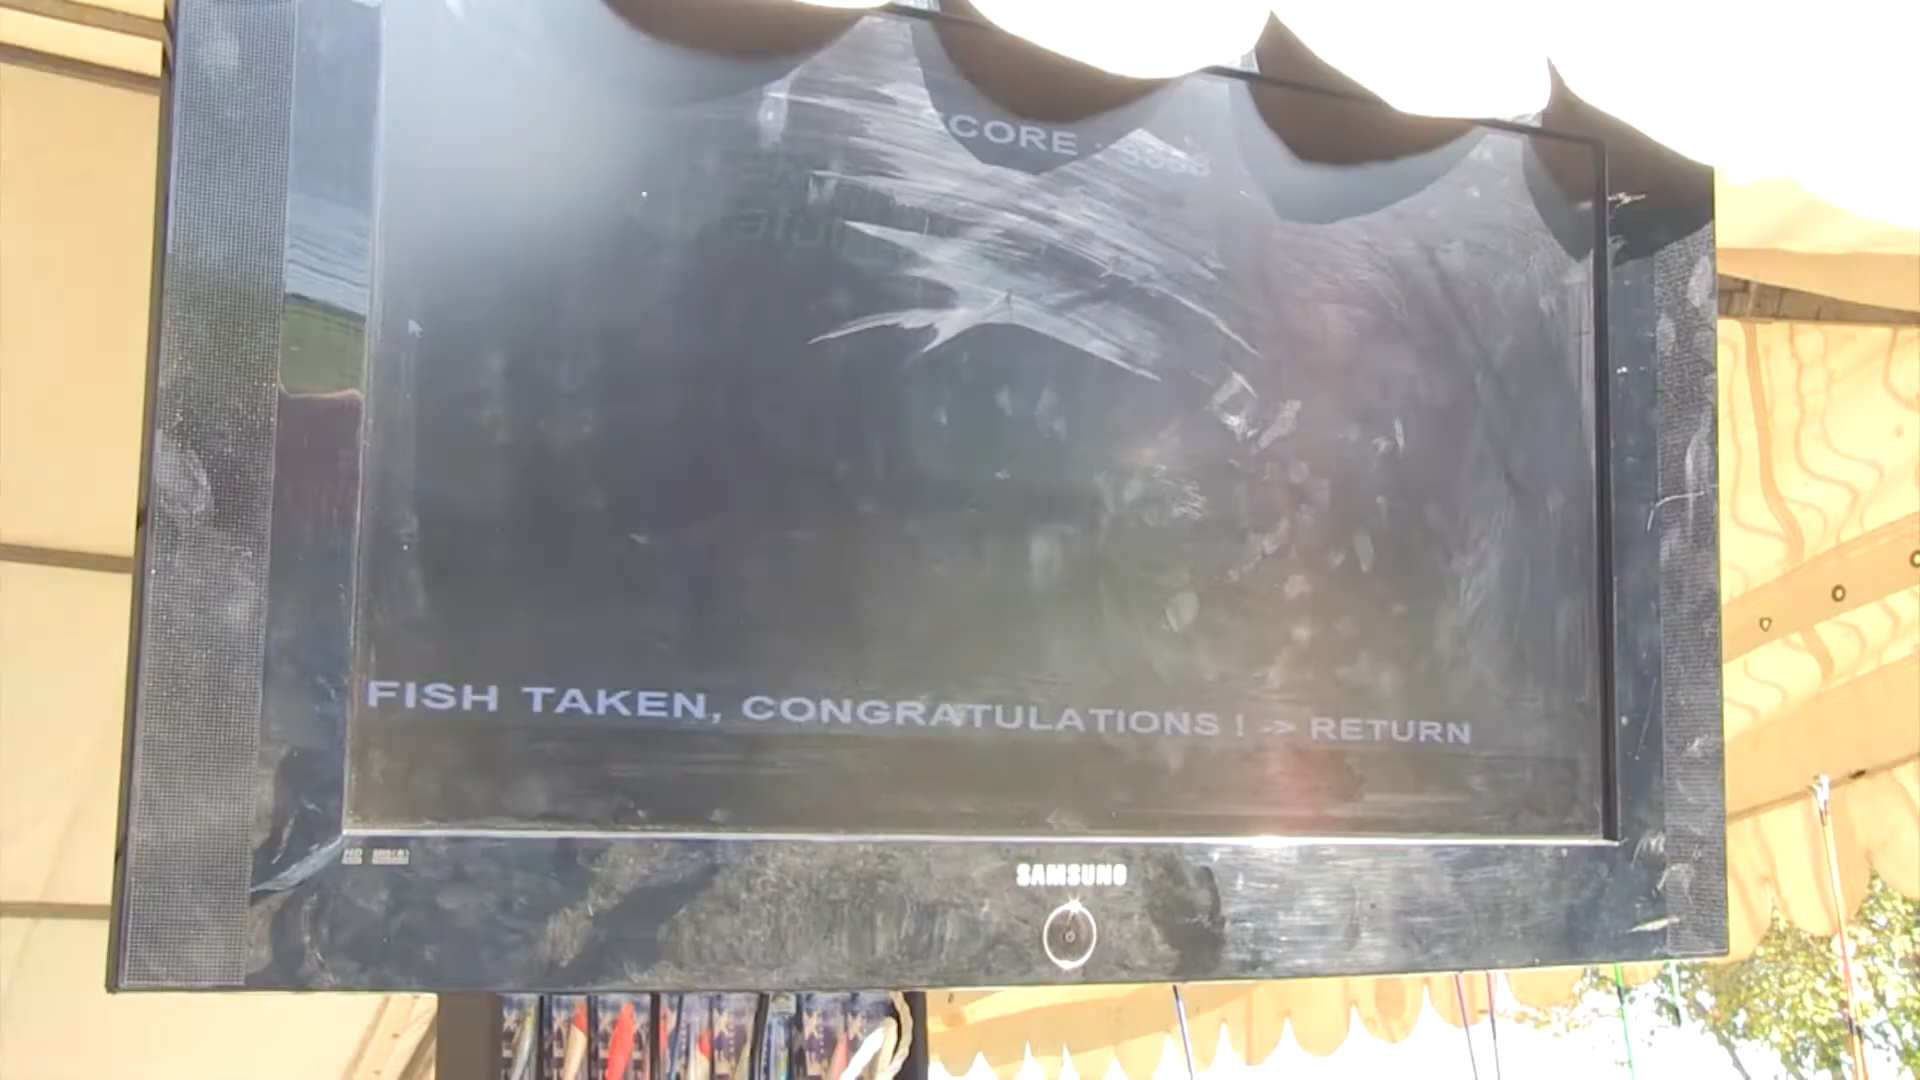 SCORE :
FISH TAKEN, CONGRATULATIONS ! -> RETURN
SAMSUNG